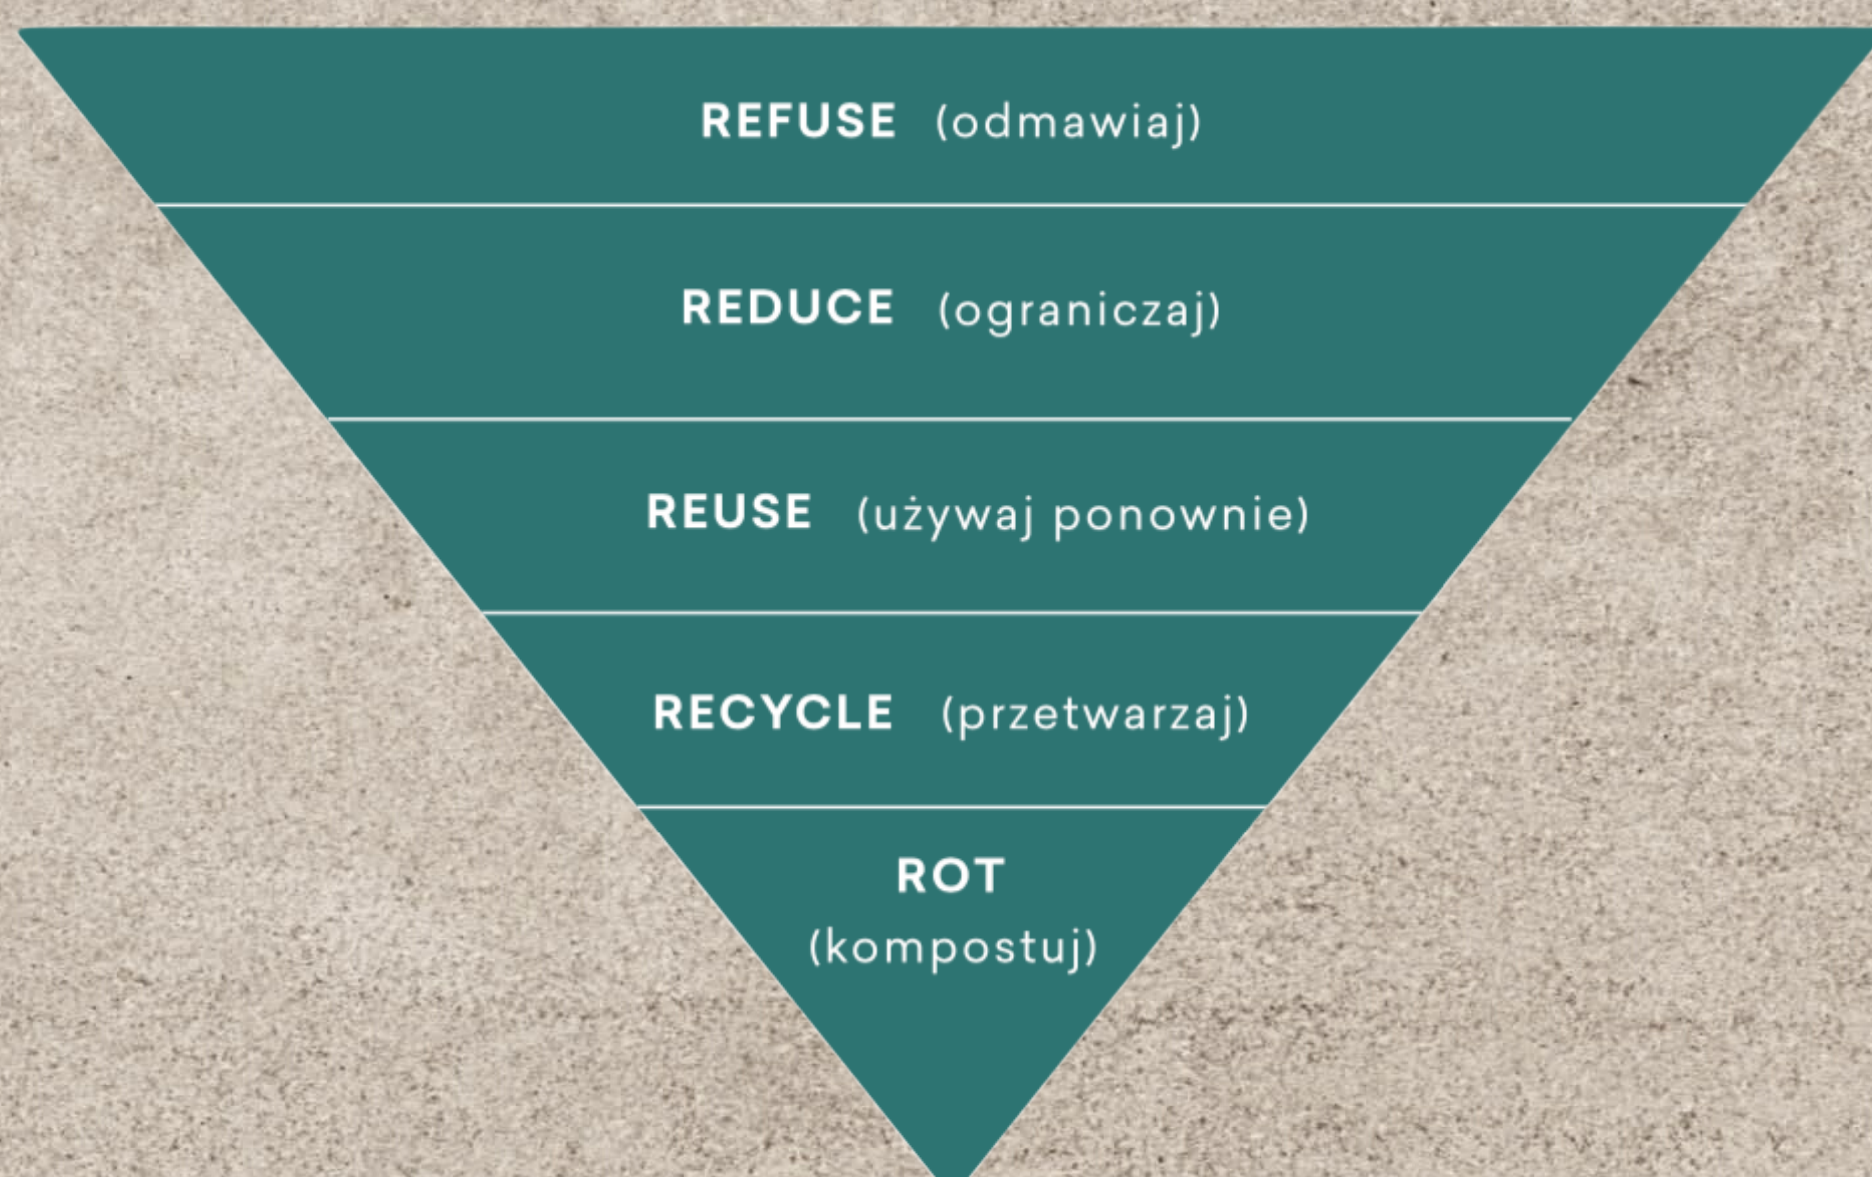 REFUSE (odmawiaj)
REDUCE (ograniczaj)
REUSE (używaj ponownie)
RECYCLE (przetwarzaj)
ROT
(kompostuj)